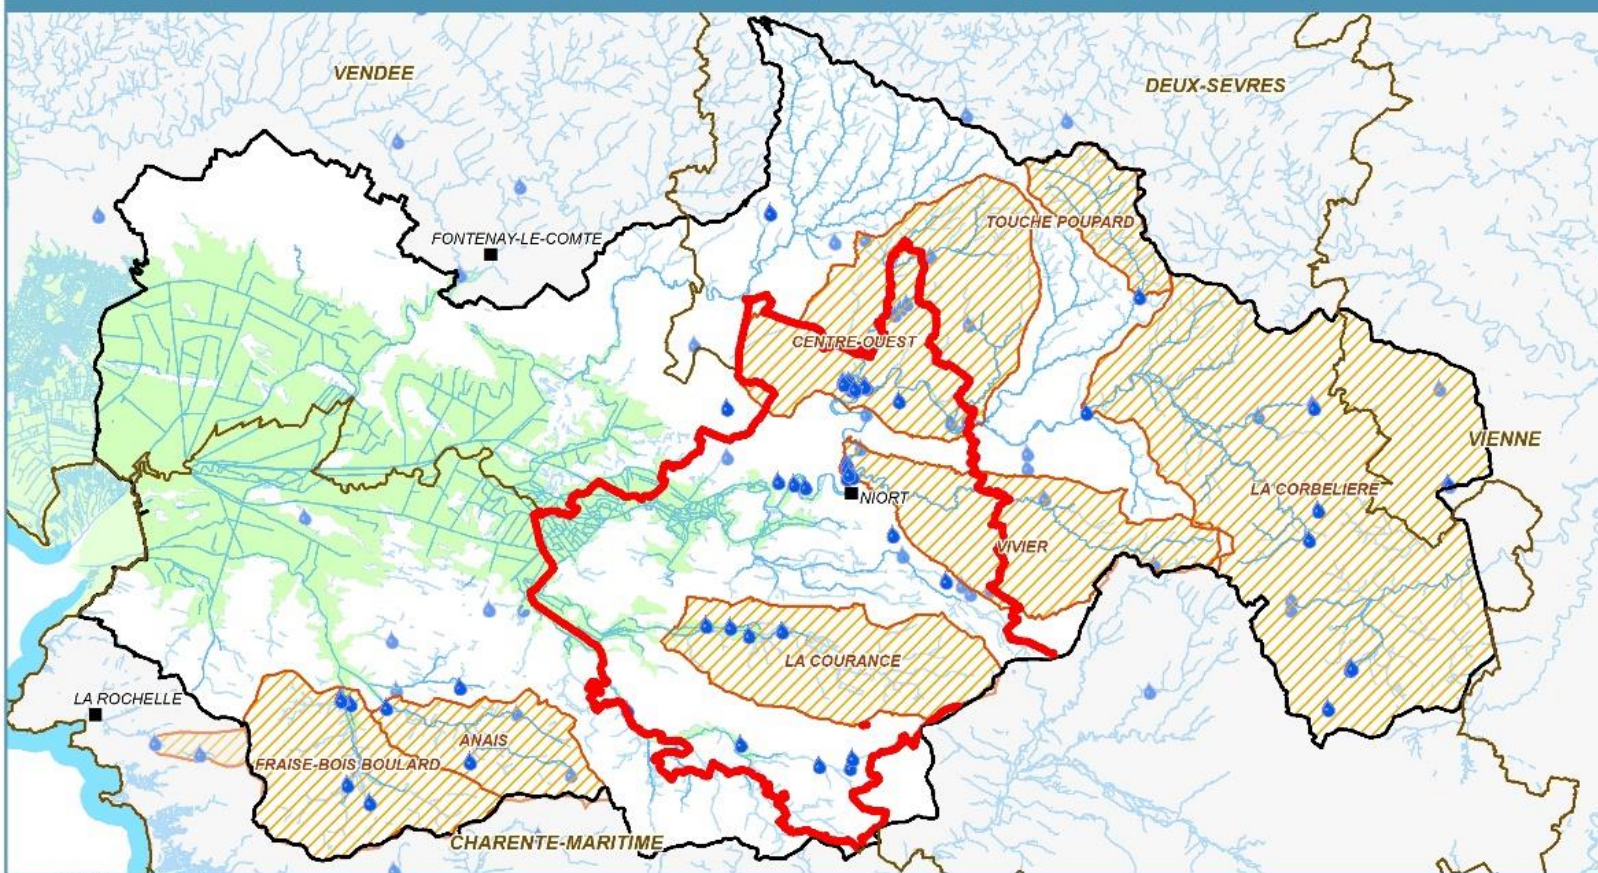 VENDEE
DEUX-SEVRES
TOUCHE POUPARD
FONTENAY-LE-COMTE
CENTRE-OUEST
VIENNE
LA CORBELIERE
NIORT
VIVIER
LA COURANCE
LA ROCHELLE
ANAIS
FRAISE-BOIS BOULARD
CHARENTE-MARITIME